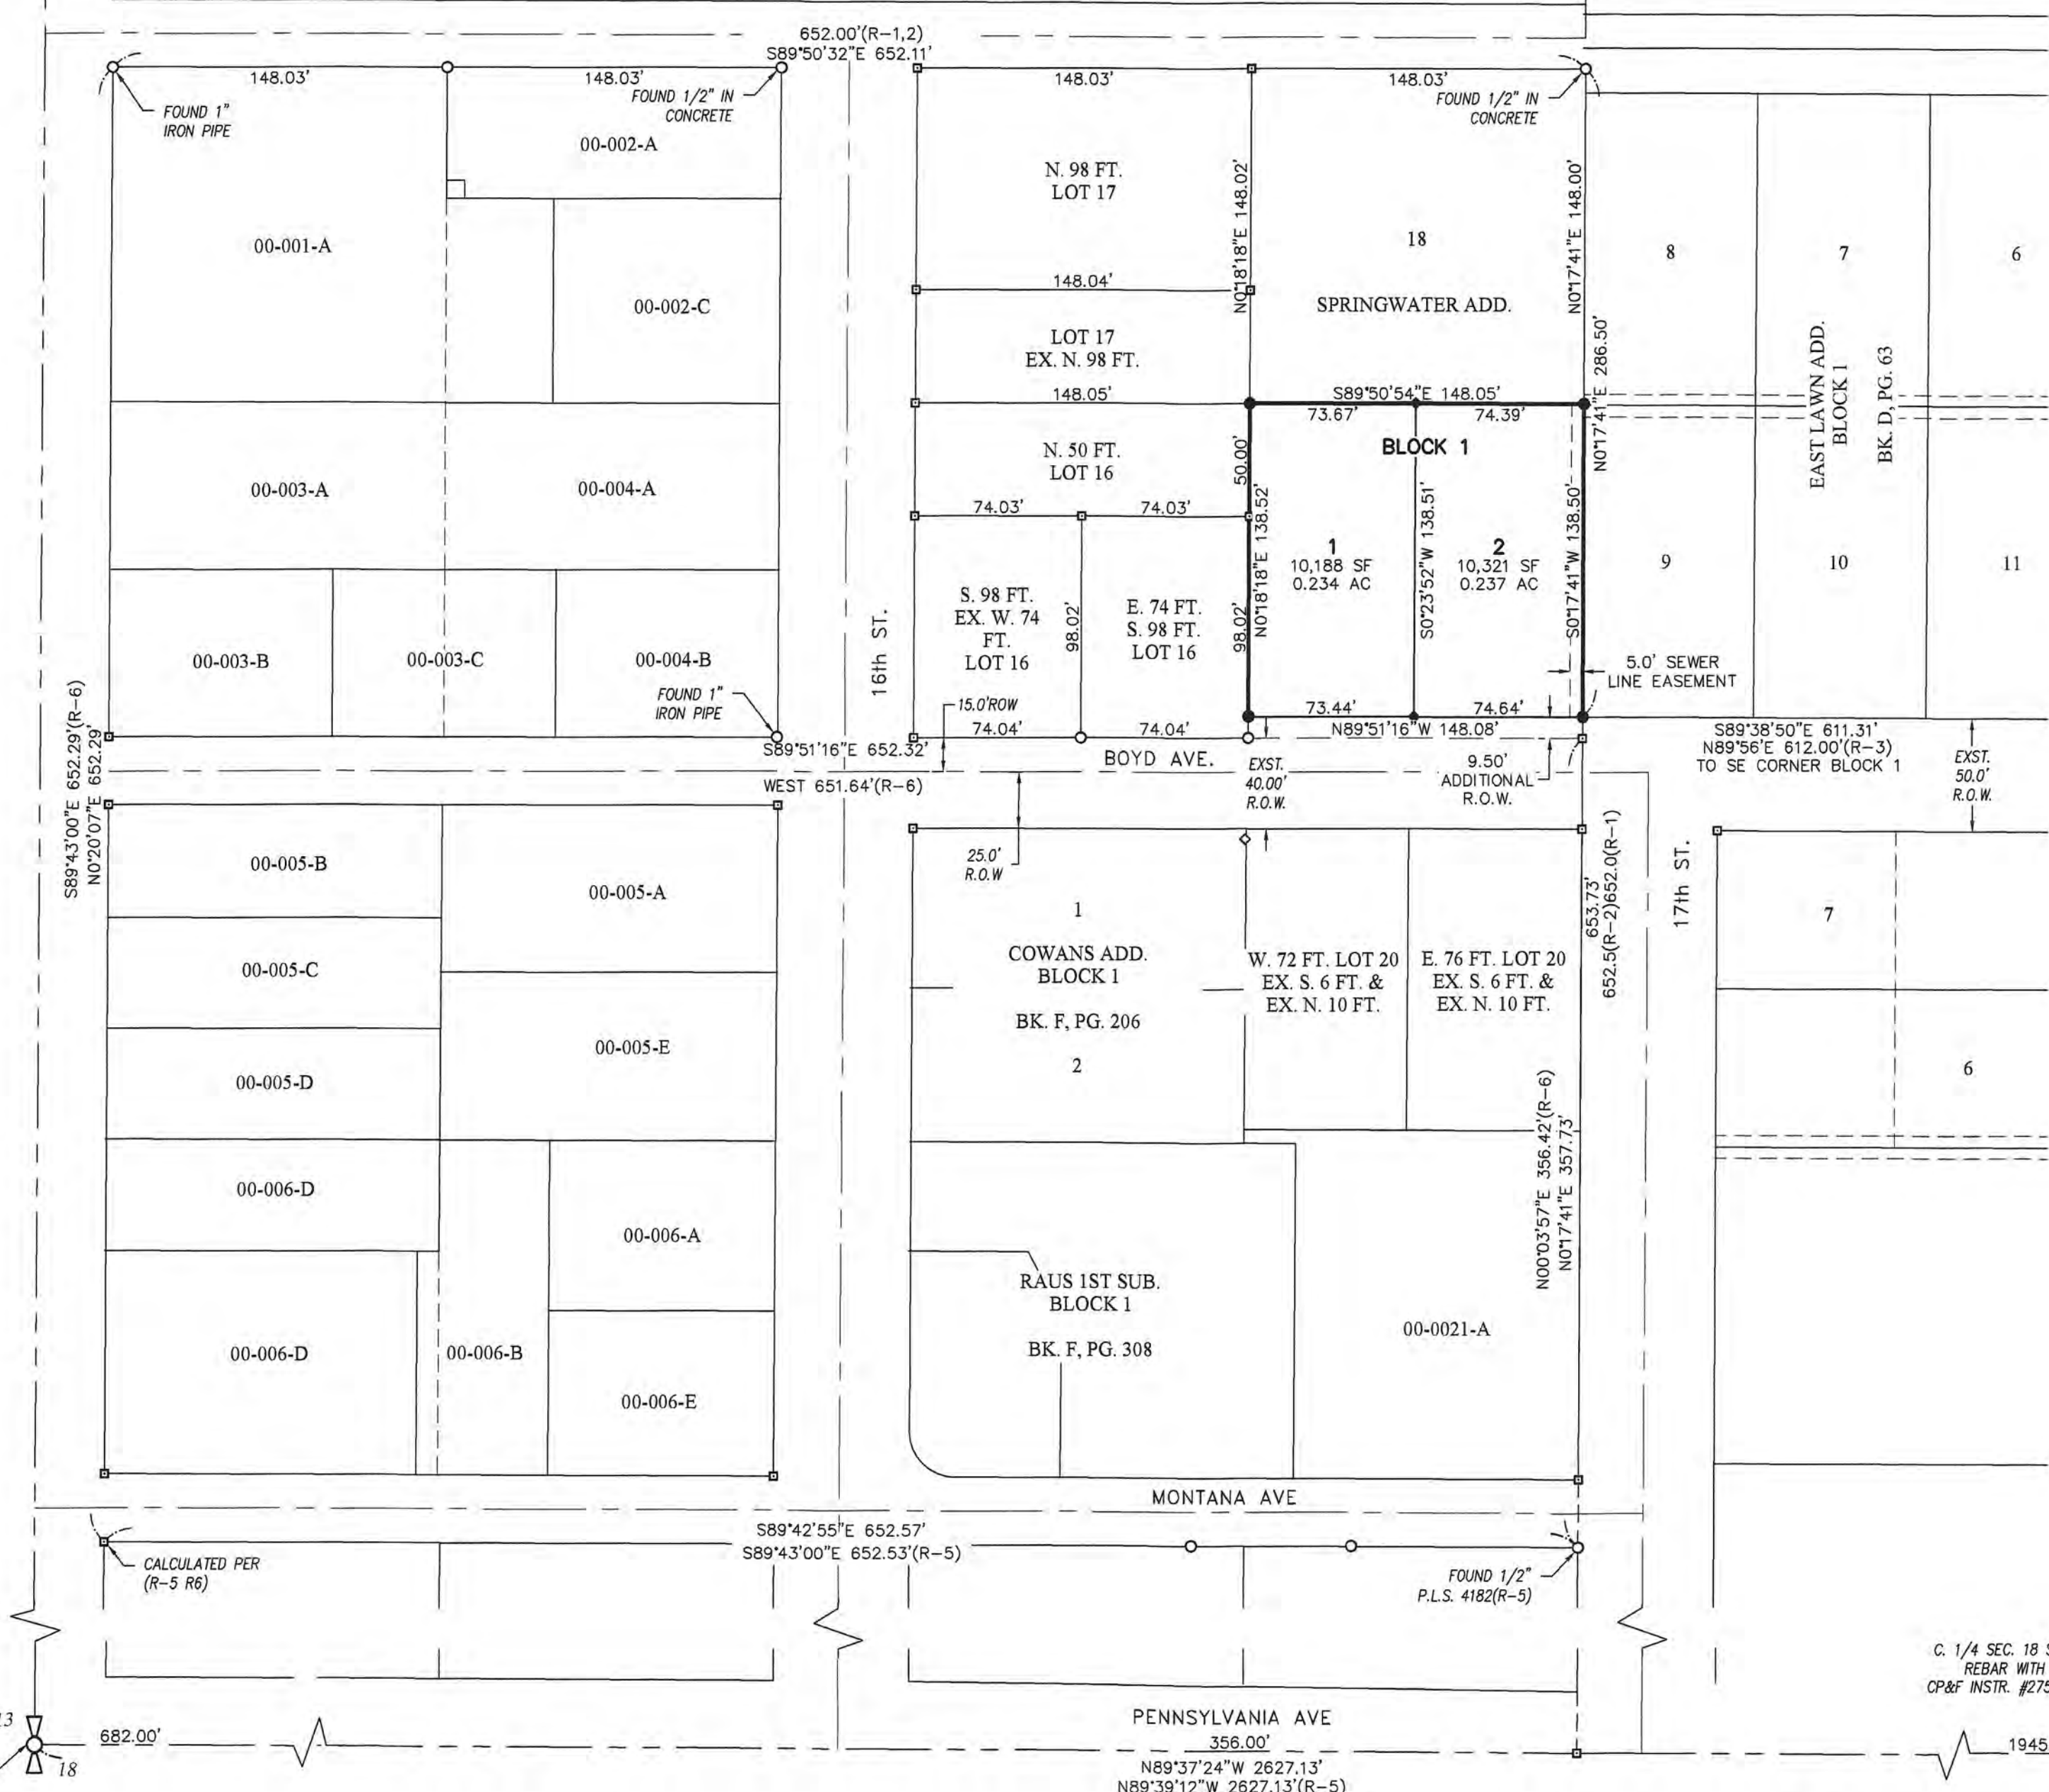 652.00'(R-1,2)
S89°50'32"E 652.11'
148.03'
148.03'
148.03'
148.03'
FOUND 1"
IRON PIPE
FOUND 1/2" IN
CONCRETE
FOUND 1/2" IN
CONCRETE
00-001-A
00-002-A
00-002-C
N. 98 FT.
LOT 17
N0°18'18"E 148.02'
18
SPRINGWATER ADD.
N0°17'41"E 148.00'
8
7
6
148.04'
LOT 17
EX. N. 98 FT.
148.05'
N0°17'41"E 286.50'
EAST LAWN ADD.
BLOCK 1
BK. D, PG. 63
S89°50'54"E 148.05'
73.67'
74.39'
BLOCK 1
00-003-A
00-004-A
N. 50 FT.
LOT 16
50.00'
74.03'
74.03'
N0°18'18"E 138.52'
1
10,188 SF
0.234 AC
S0°23'52"W 138.51'
2
10,321 SF
0.237 AC
S0°17'41"W 138.50'
9
10
11
00-003-B
00-003-C
00-004-B
FOUND 1"
IRON PIPE
16th ST.
S. 98 FT.
EX. W. 74
FT.
LOT 16
98.02'
E. 74 FT.
S. 98 FT.
LOT 16
98.02'
5.0' SEWER
LINE EASEMENT
15.0'ROW
74.04'
74.04'
73.44'
74.64'
N89°51'16"W 148.08'
S89°38'50"E 611.31'
N89°56'E 612.00'(R-3)
TO SE CORNER BLOCK 1
S89°43'00"E 652.29'(R-6)
N0°20'07"E 652.29'
S89°51'16"E 652.32'
WEST 651.64'(R-6)
BOYD AVE.
EXST.
40.00'
R.O.W.
9.50'
ADDITIONAL
R.O.W.
EXST.
50.0'
R.O.W.
25.0'
R.O.W
00-005-B
00-005-A
00-005-C
00-005-E
00-005-D
1
COWANS ADD.
BLOCK 1
BK. F, PG. 206
2
W. 72 FT. LOT 20
EX. S. 6 FT. &
EX. N. 10 FT.
E. 76 FT. LOT 20
EX. S. 6 FT. &
EX. N. 10 FT.
653.73'
652.5(R-2)652.0(R-1)
17th ST.
7
6
00-006-D
00-006-A
00-006-D
00-006-B
00-006-E
RAUS 1ST SUB.
BLOCK 1
BK. F, PG. 308
N00°03'57"E 356.42'(R-6)
N0°17'41"E 357.73'
00-0021-A
MONTANA AVE
S89°42'55"E 652.57'
S89°43'00"E 652.53'(R-5)
CALCULATED PER
(R-5 R6)
FOUND 1/2"
P.L.S. 4182(R-5)
C. 1/4 SEC. 18
REBAR WITH
CP&F INSTR. #275
13
18
682.00'
PENNSYLVANIA AVE
356.00'
1945
N89°37'24"W 2627.13'
N89°39'12"W 2627.13'(R-5)